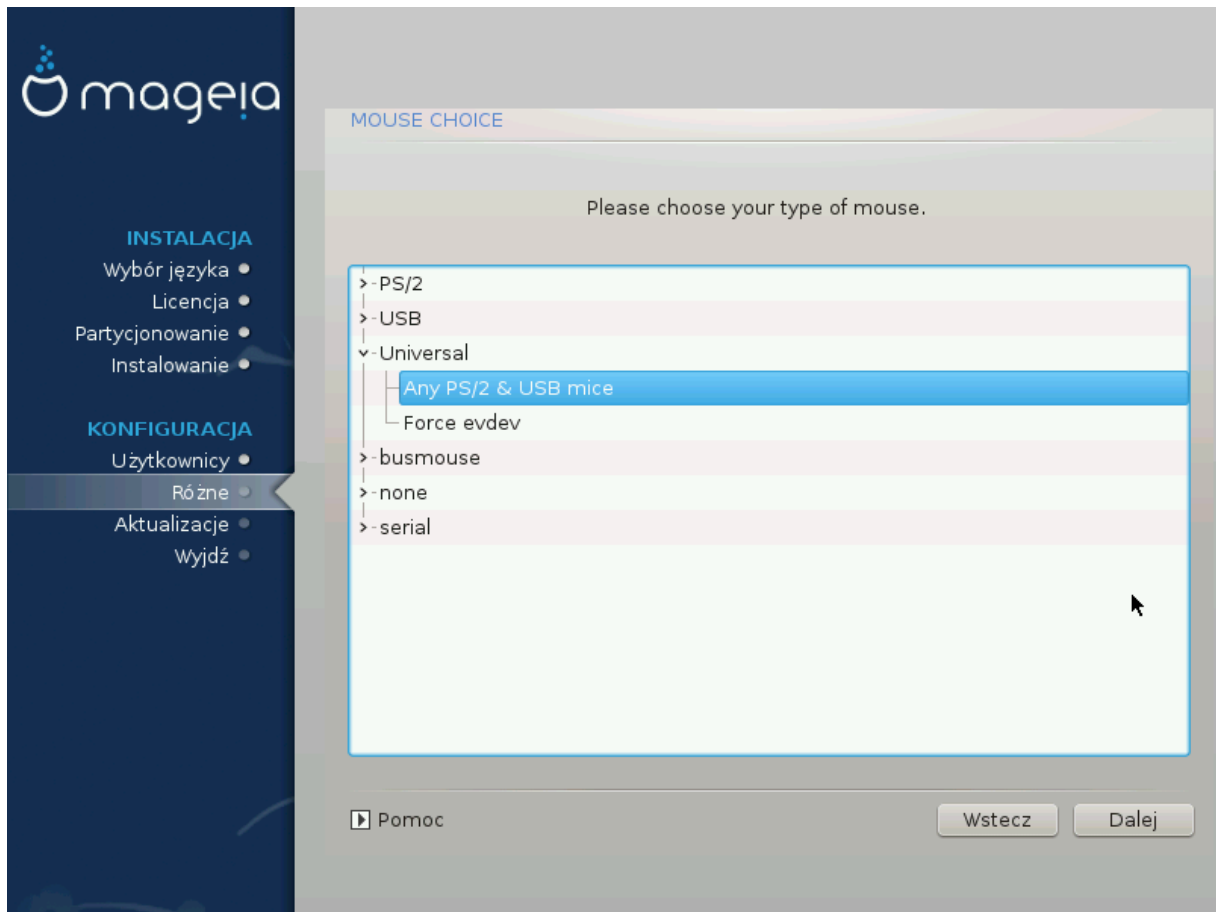 mageia
INSTALACJA
Wybór języka
Licencja
Partycjonowanie
Instalowanie
KONFIGURACJA
Użytkownicy
Różne
Aktualizacje
Wyjdź
MOUSE CHOICE
Please choose your type of mouse.
PS/2
USB
Universal
Any PS/2 & USB mice
Force evdev
busmouse
none
serial
Pomoc
Wstecz
Dalej